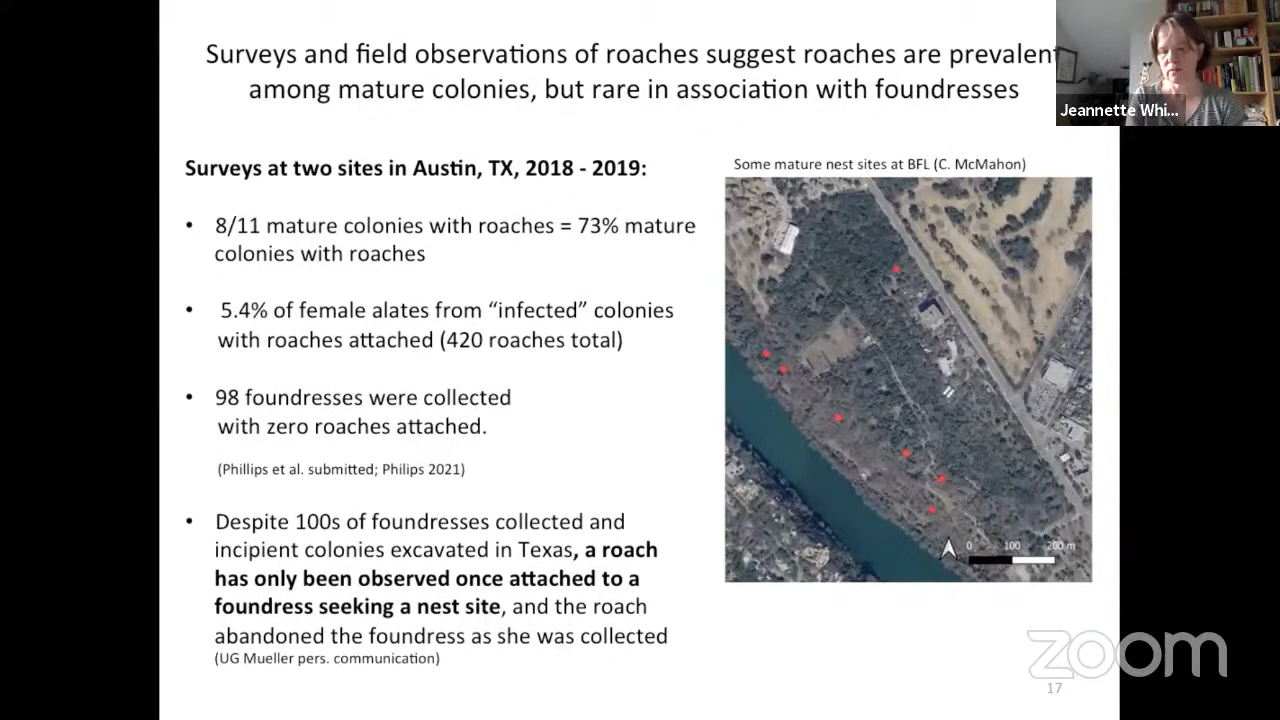 Surveys and field observations of roaches suggest roaches are prevalent
among mature colonies, but rare in association with foundresses
Jeannette Whi...
Surveys at two sites in Austin, TX, 2018 - 2019:
• 8/11 mature colonies with roaches = 73% mature
colonies with roaches
• 5.4% of female alates from “infected” colonies
with roaches attached (420 roaches total)
• 98 foundresses were collected
with zero roaches attached.
(Phillips et al. submitted; Philips 2021)
• Despite 100s of foundresses collected and
incipient colonies excavated in Texas, a roach
has only been observed once attached to a
foundress seeking a nest site, and the roach
abandoned the foundress as she was collected
(UG Mueller pers. communication)
Some mature nest sites at BFL (C. McMahon)
0 100 200 m
zoom
17